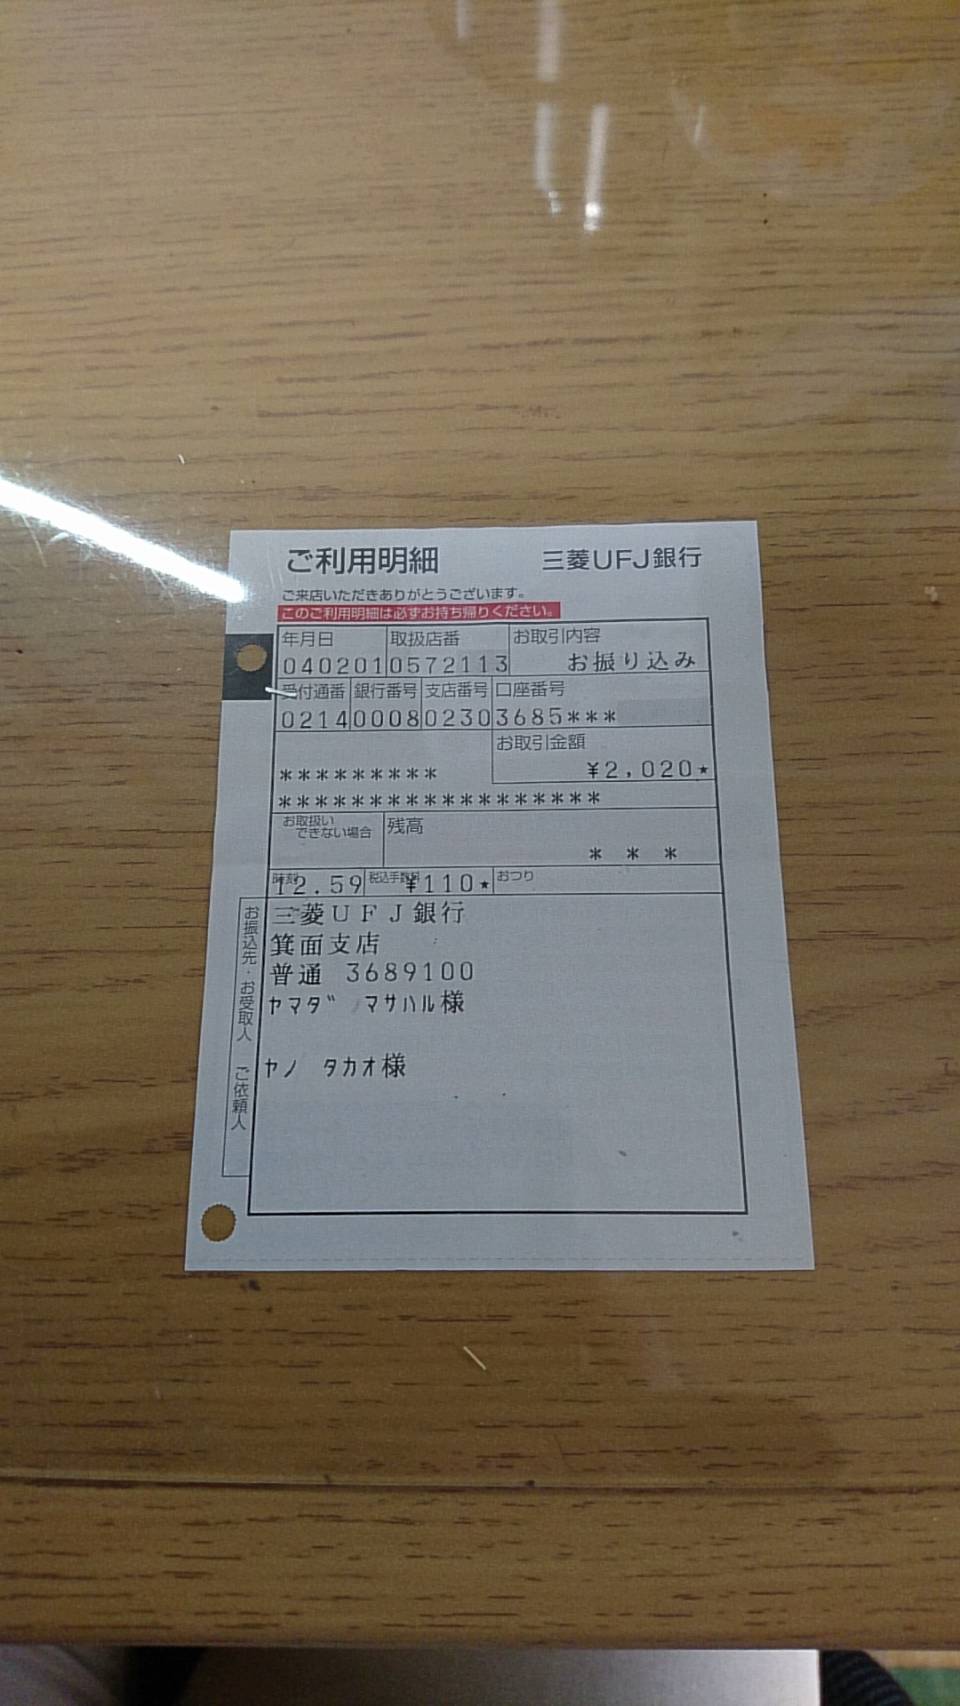 ご利用明細 三菱UFJ銀行
ご来店いただきありがとうございます。
このご利用明細は必ずお持ち帰りください。
年月日 取扱店番 お取引内容
0402010572113 お振り込み
受付通番 銀行番号 支店番号 口座番号
0214 0008 0230 3685***
お取引金額
********* ¥2,020★
******************
お取扱いできない場合 残高
* * *
時刻 税込手数料 おつり
12.59 ¥110★
お振込先・お受取人
三菱UFJ銀行
箕面支店
普通 3689100
ヤマダ゛ マサハル様
ご依頼人
ヤノ タカオ様